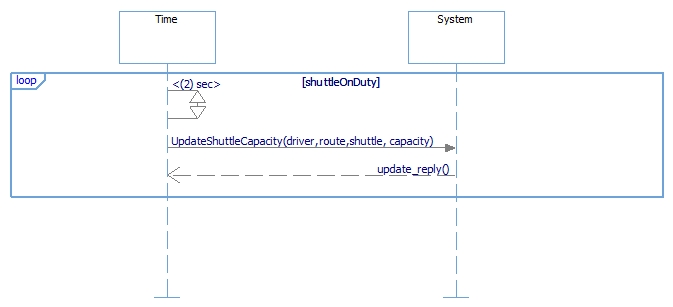 Time
System
loop
<(2) sec>
[shuttleOnDuty]
UpdateShuttleCapacity(driver,route,shuttle, capacity)
update_reply()